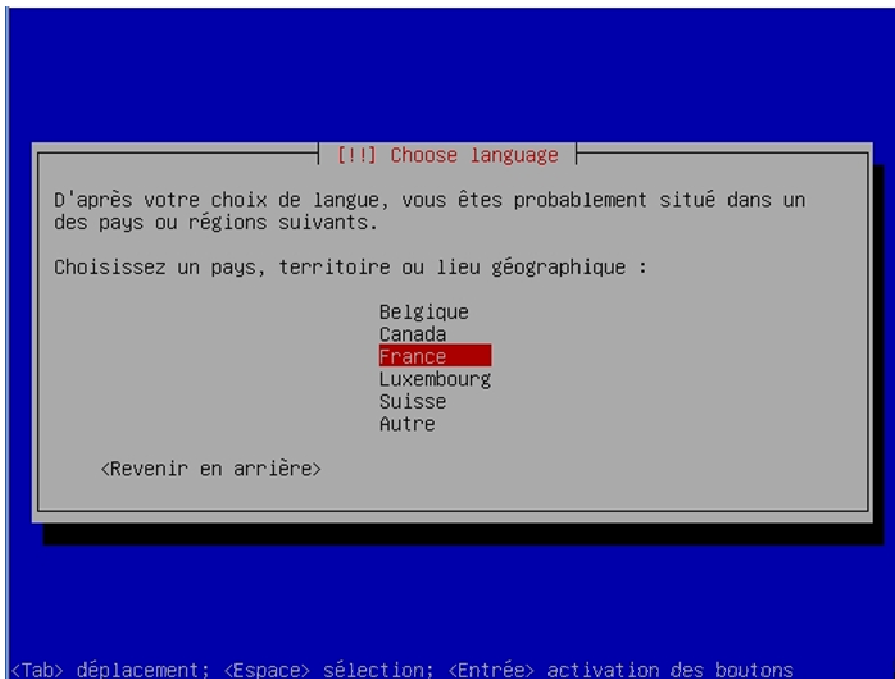 [!!] Choose language
D'après votre choix de langue, vous êtes probablement situé dans un
des pays ou régions suivants.
Choisissez un pays, territoire ou lieu géographique :
Belgique
Canada
France
Luxembourg
Suisse
Autre
<Revenir en arrière>
<Tab> déplacement; <Espace> sélection; <Entrée> activation des boutons